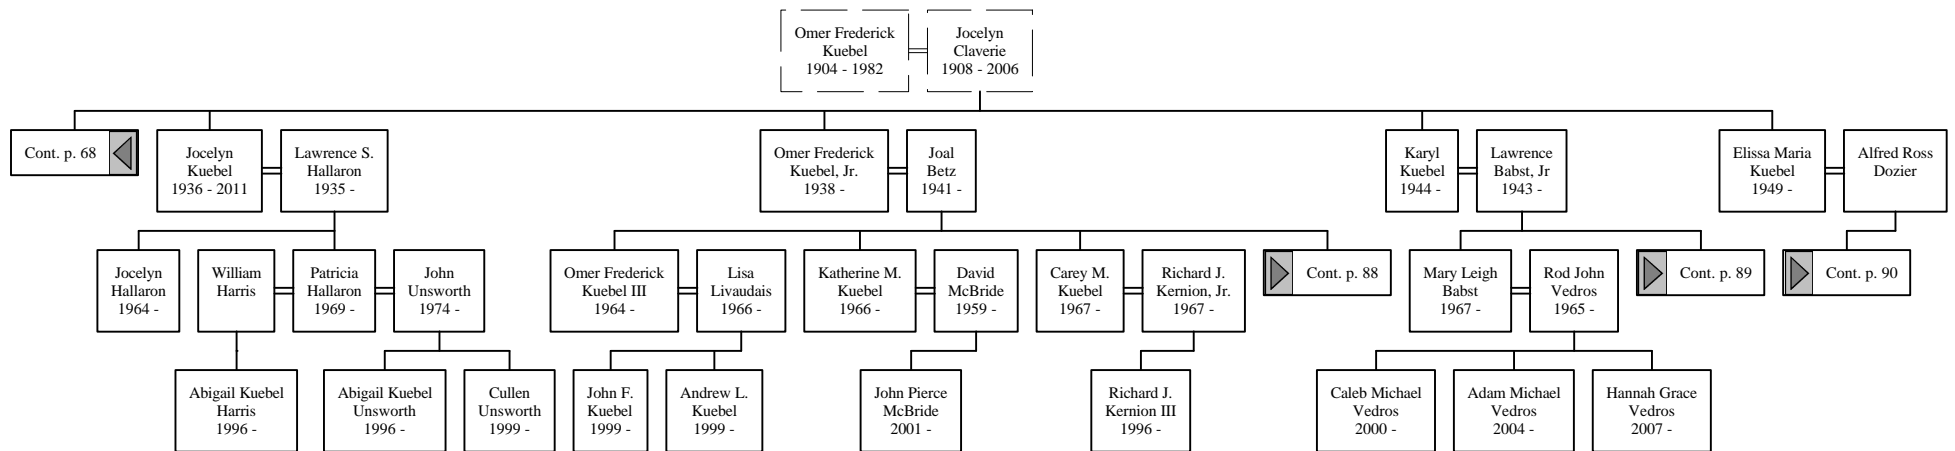 Omer Frederick
Kuebel
1904 - 1982
Jocelyn
Claverie
1908 - 2006
Cont. p. 68
Jocelyn
Kuebel
1936 - 2011
Lawrence S.
Hallaron
1935 -
Omer Frederick
Kuebel, Jr.
1938 -
Joal
Betz
1941 -
Karyl
Kuebel
1944 -
Lawrence
Babst, Jr
1943 -
Elissa Maria
Kuebel
1949 -
Alfred Ross
Dozier
Jocelyn
Hallaron
1964 -
William
Harris
Patricia
Hallaron
1969 -
John
Unsworth
1974 -
Omer Frederick
Kuebel III
1964 -
Lisa
Livaudais
1966 -
Katherine M.
Kuebel
1966 -
David
McBride
1959 -
Carey M.
Kuebel
1967 -
Richard J.
Kernion, Jr.
1967 -
Cont. p. 88
Mary Leigh
Babst
1967 -
Rod John
Vedros
1965 -
Cont. p. 89
Cont. p. 90
Abigail Kuebel
Harris
1996 -
Abigail Kuebel
Unsworth
1996 -
Cullen
Unsworth
1999 -
John F.
Kuebel
1999 -
Andrew L.
Kuebel
1999 -
John Pierce
McBride
2001 -
Richard J.
Kernion III
1996 -
Caleb Michael
Vedros
2000 -
Adam Michael
Vedros
2004 -
Hannah Grace
Vedros
2007 -